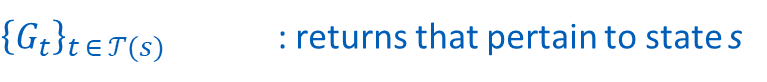 {G_t}_{t ∈ 𝒯(s)} : returns that pertain to state s